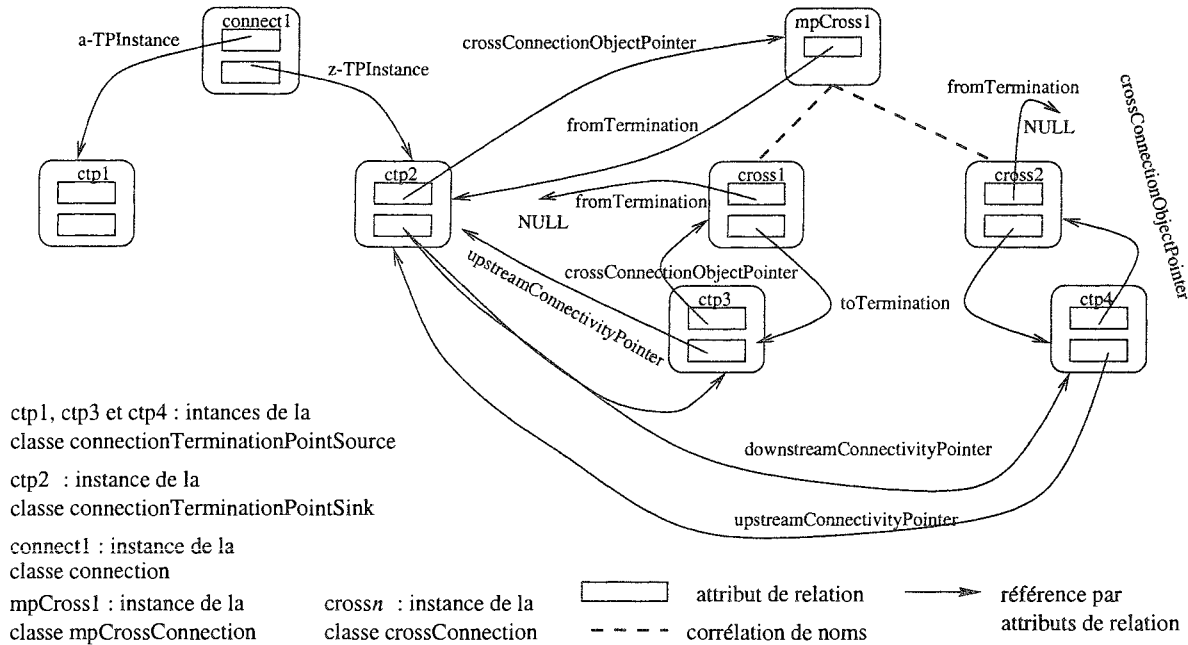 connect1
mpCross1
a-TPInstance
crossConnectionObjectPointer
z-TPInstance
fromTermination
NULL
crossConnectionObjectPointer
fromTermination
ctp1
ctp2
cross1
cross2
fromTermination
NULL
upstreamConnectivityPointer
crossConnectionObjectPointer
ctp3
toTermination
ctp4
downstreamConnectivityPointer
upstreamConnectivityPointer
ctp1, ctp3 et ctp4 : intances de la
classe connectionTerminationPointSource
ctp2 : instance de la
classe connectionTerminationPointSink
connect1 : instance de la
classe connection
mpCross1 : instance de la
classe mpCrossConnection
crossn : instance de la
classe crossConnection
attribut de relation
corrélation de noms
référence par
attributs de relation